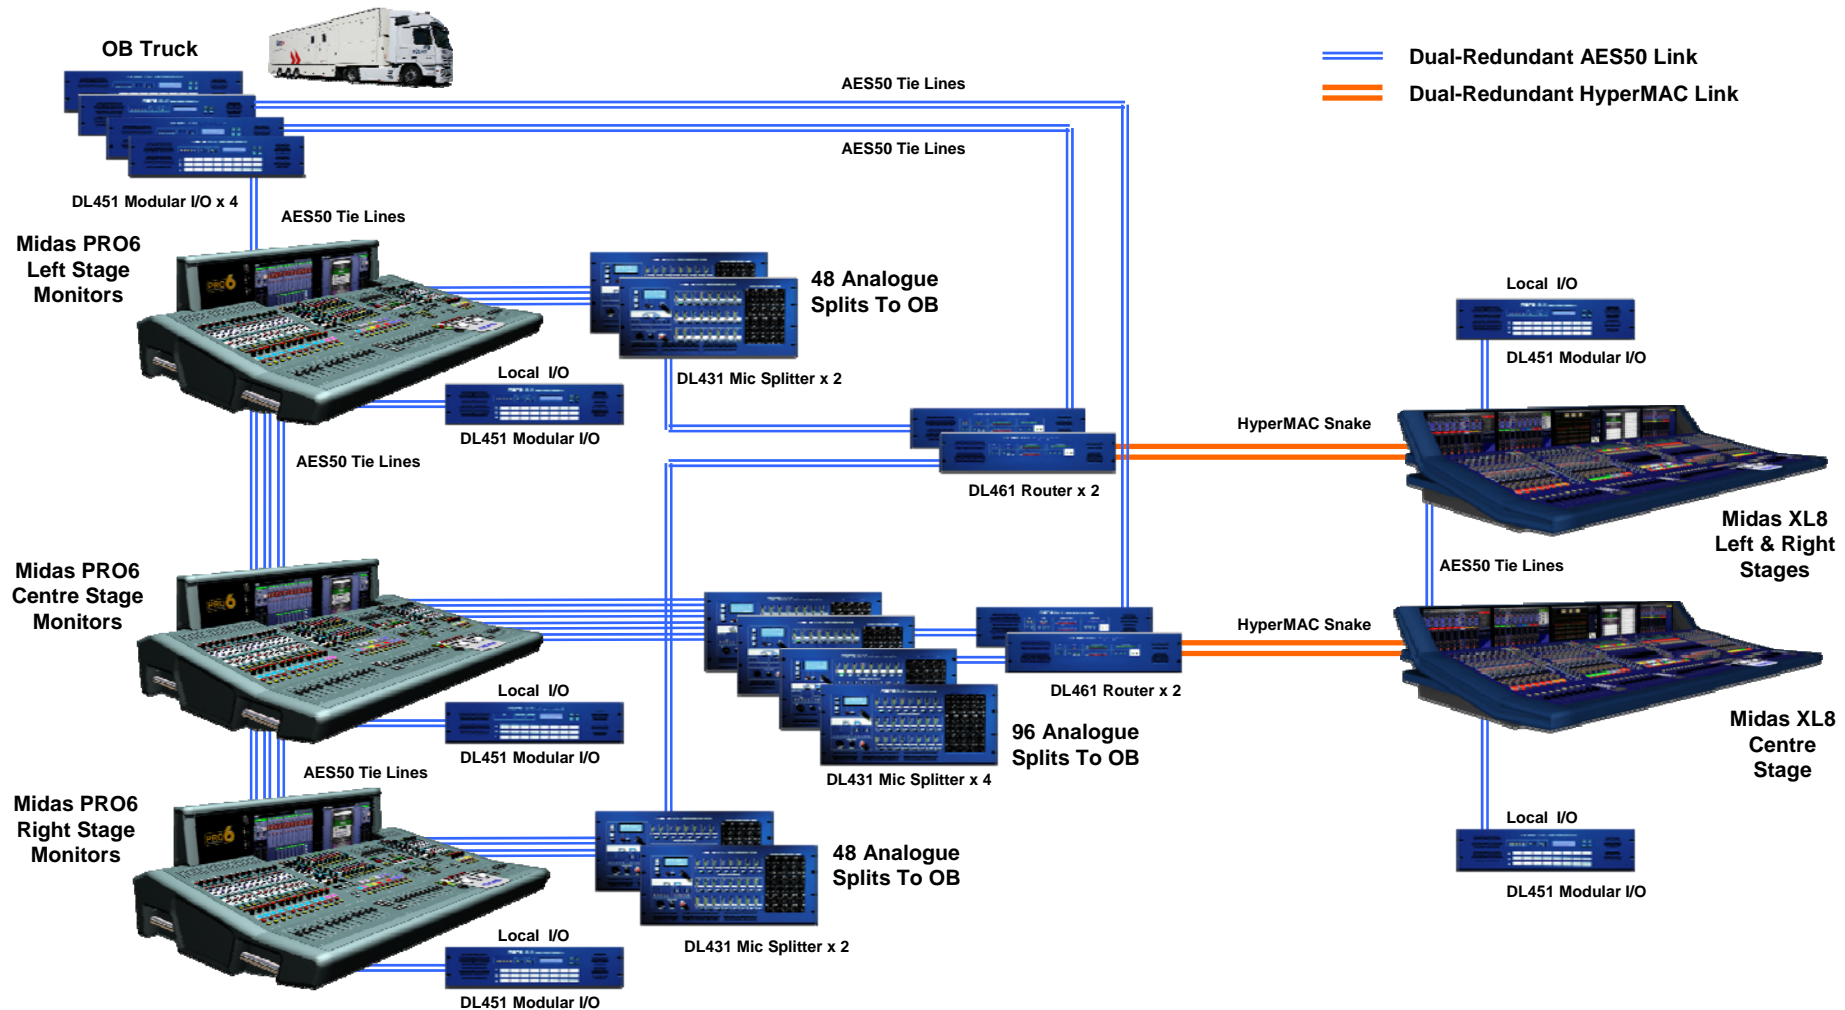 OB Truck
DL451 Modular I/O x 4
AES50 Tie Lines
AES50 Tie Lines
Dual-Redundant AES50 Link
Dual-Redundant HyperMAC Link
AES50 Tie Lines
Midas PRO6
Left Stage
Monitors
PRO6
48 Analogue
Splits To OB
DL431 Mic Splitter x 2
Local I/O
DL451 Modular I/O
AES50 Tie Lines
DL461 Router x 2
HyperMAC Snake
Local I/O
DL451 Modular I/O
Midas XL8
Left & Right
Stages
AES50 Tie Lines
Midas PRO6
Centre Stage
Monitors
PRO6
Local I/O
DL451 Modular I/O
AES50 Tie Lines
96 Analogue
Splits To OB
DL431 Mic Splitter x 4
DL461 Router x 2
HyperMAC Snake
Midas XL8
Centre
Stage
Local I/O
DL451 Modular I/O
Midas PRO6
Right Stage
Monitors
PRO6
48 Analogue
Splits To OB
DL431 Mic Splitter x 2
Local I/O
DL451 Modular I/O